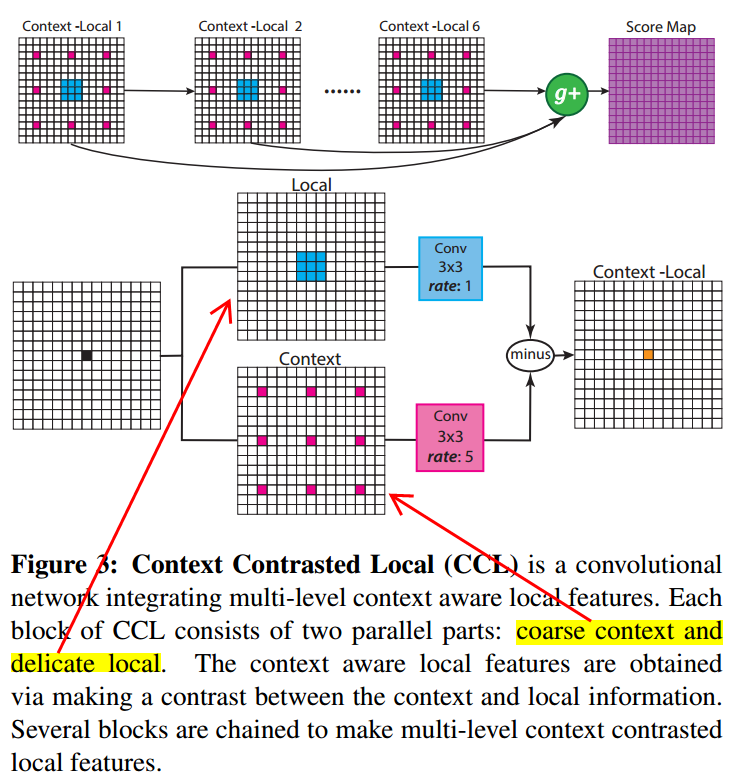 Context -Local 1
Context -Local 2
Context -Local 6
Score Map
......
g+
Local
Conv
3x3
rate: 1
Context -Local
minus
Context
Conv
3x3
rate: 5
Figure 3: Context Contrasted Local (CCL) is a convolutional
network integrating multi-level context aware local features. Each
block of CCL consists of two parallel parts: coarse context and
delicate local. The context aware local features are obtained
via making a contrast between the context and local information.
Several blocks are chained to make multi-level context contrasted
local features.